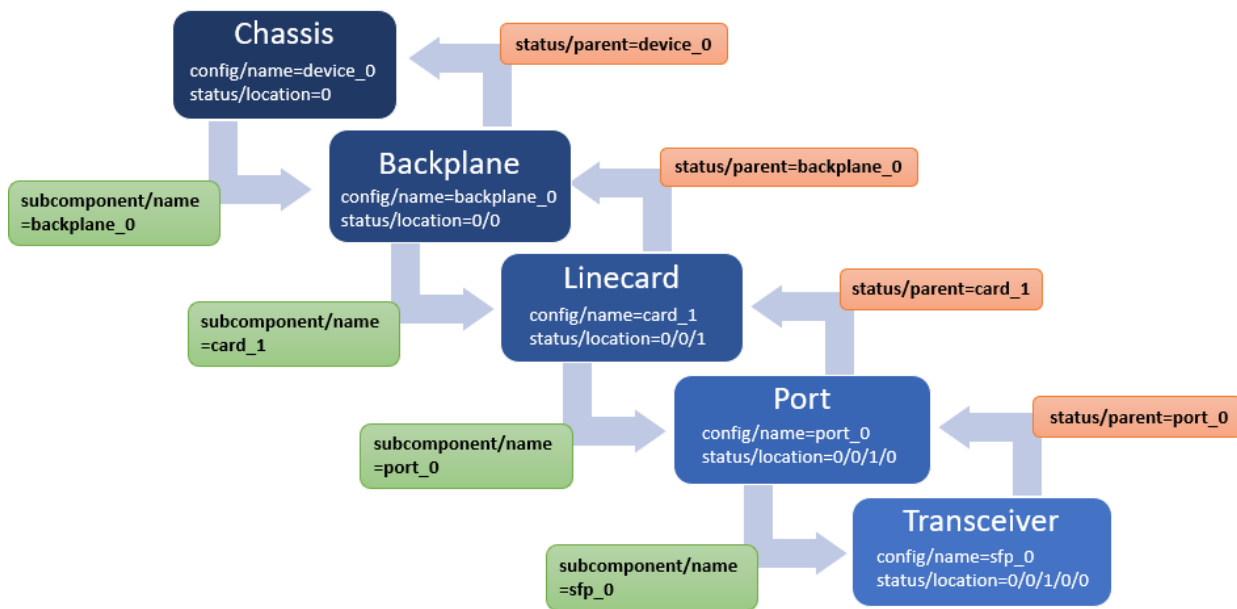 Chassis
config/name=device_0
status/location=0
status/parent=device_0
Backplane
config/name=backplane_0
status/location=0/0
status/parent=backplane_0
subcomponent/name
=backplane_0
Linecard
config/name=card_1
status/location=0/0/1
status/parent=card_1
subcomponent/name
=card_1
Port
config/name=port_0
status/location=0/0/1/0
status/parent=port_0
subcomponent/name
=port_0
Transceiver
config/name=sfp_0
status/location=0/0/1/0/0
subcomponent/name
=sfp_0